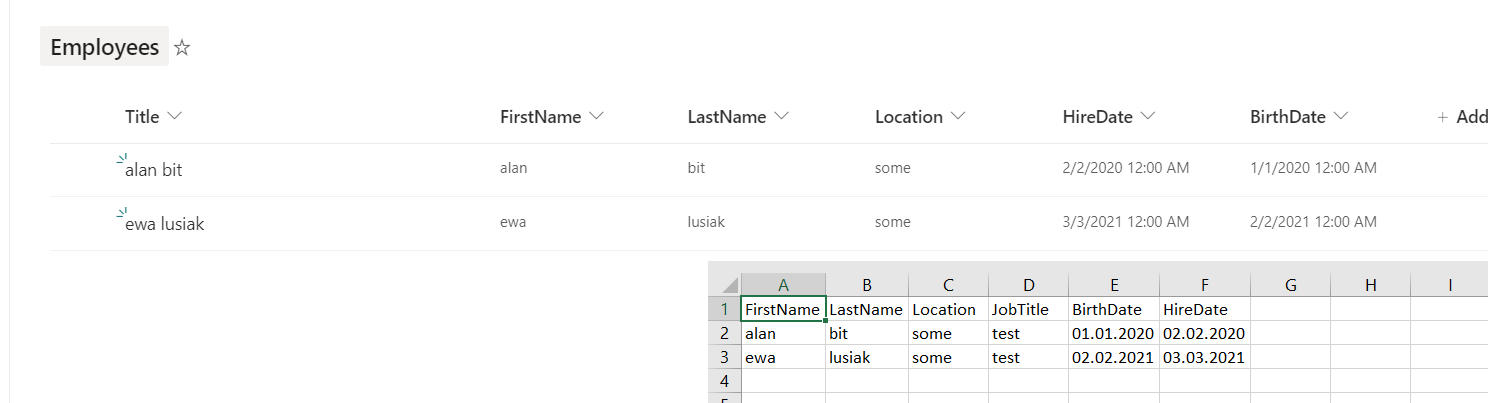 Employees
Title FirstName LastName Location HireDate BirthDate + Add
alan bit alan bit some 2/2/2020 12:00 AM 1/1/2020 12:00 AM
ewa lusiak ewa lusiak some 3/3/2021 12:00 AM 2/2/2021 12:00 AM
A B C D E F G H I
1 FirstName LastName Location JobTitle BirthDate HireDate
2 alan bit some test 01.01.2020 02.02.2020
3 ewa lusiak some test 02.02.2021 03.03.2021
4